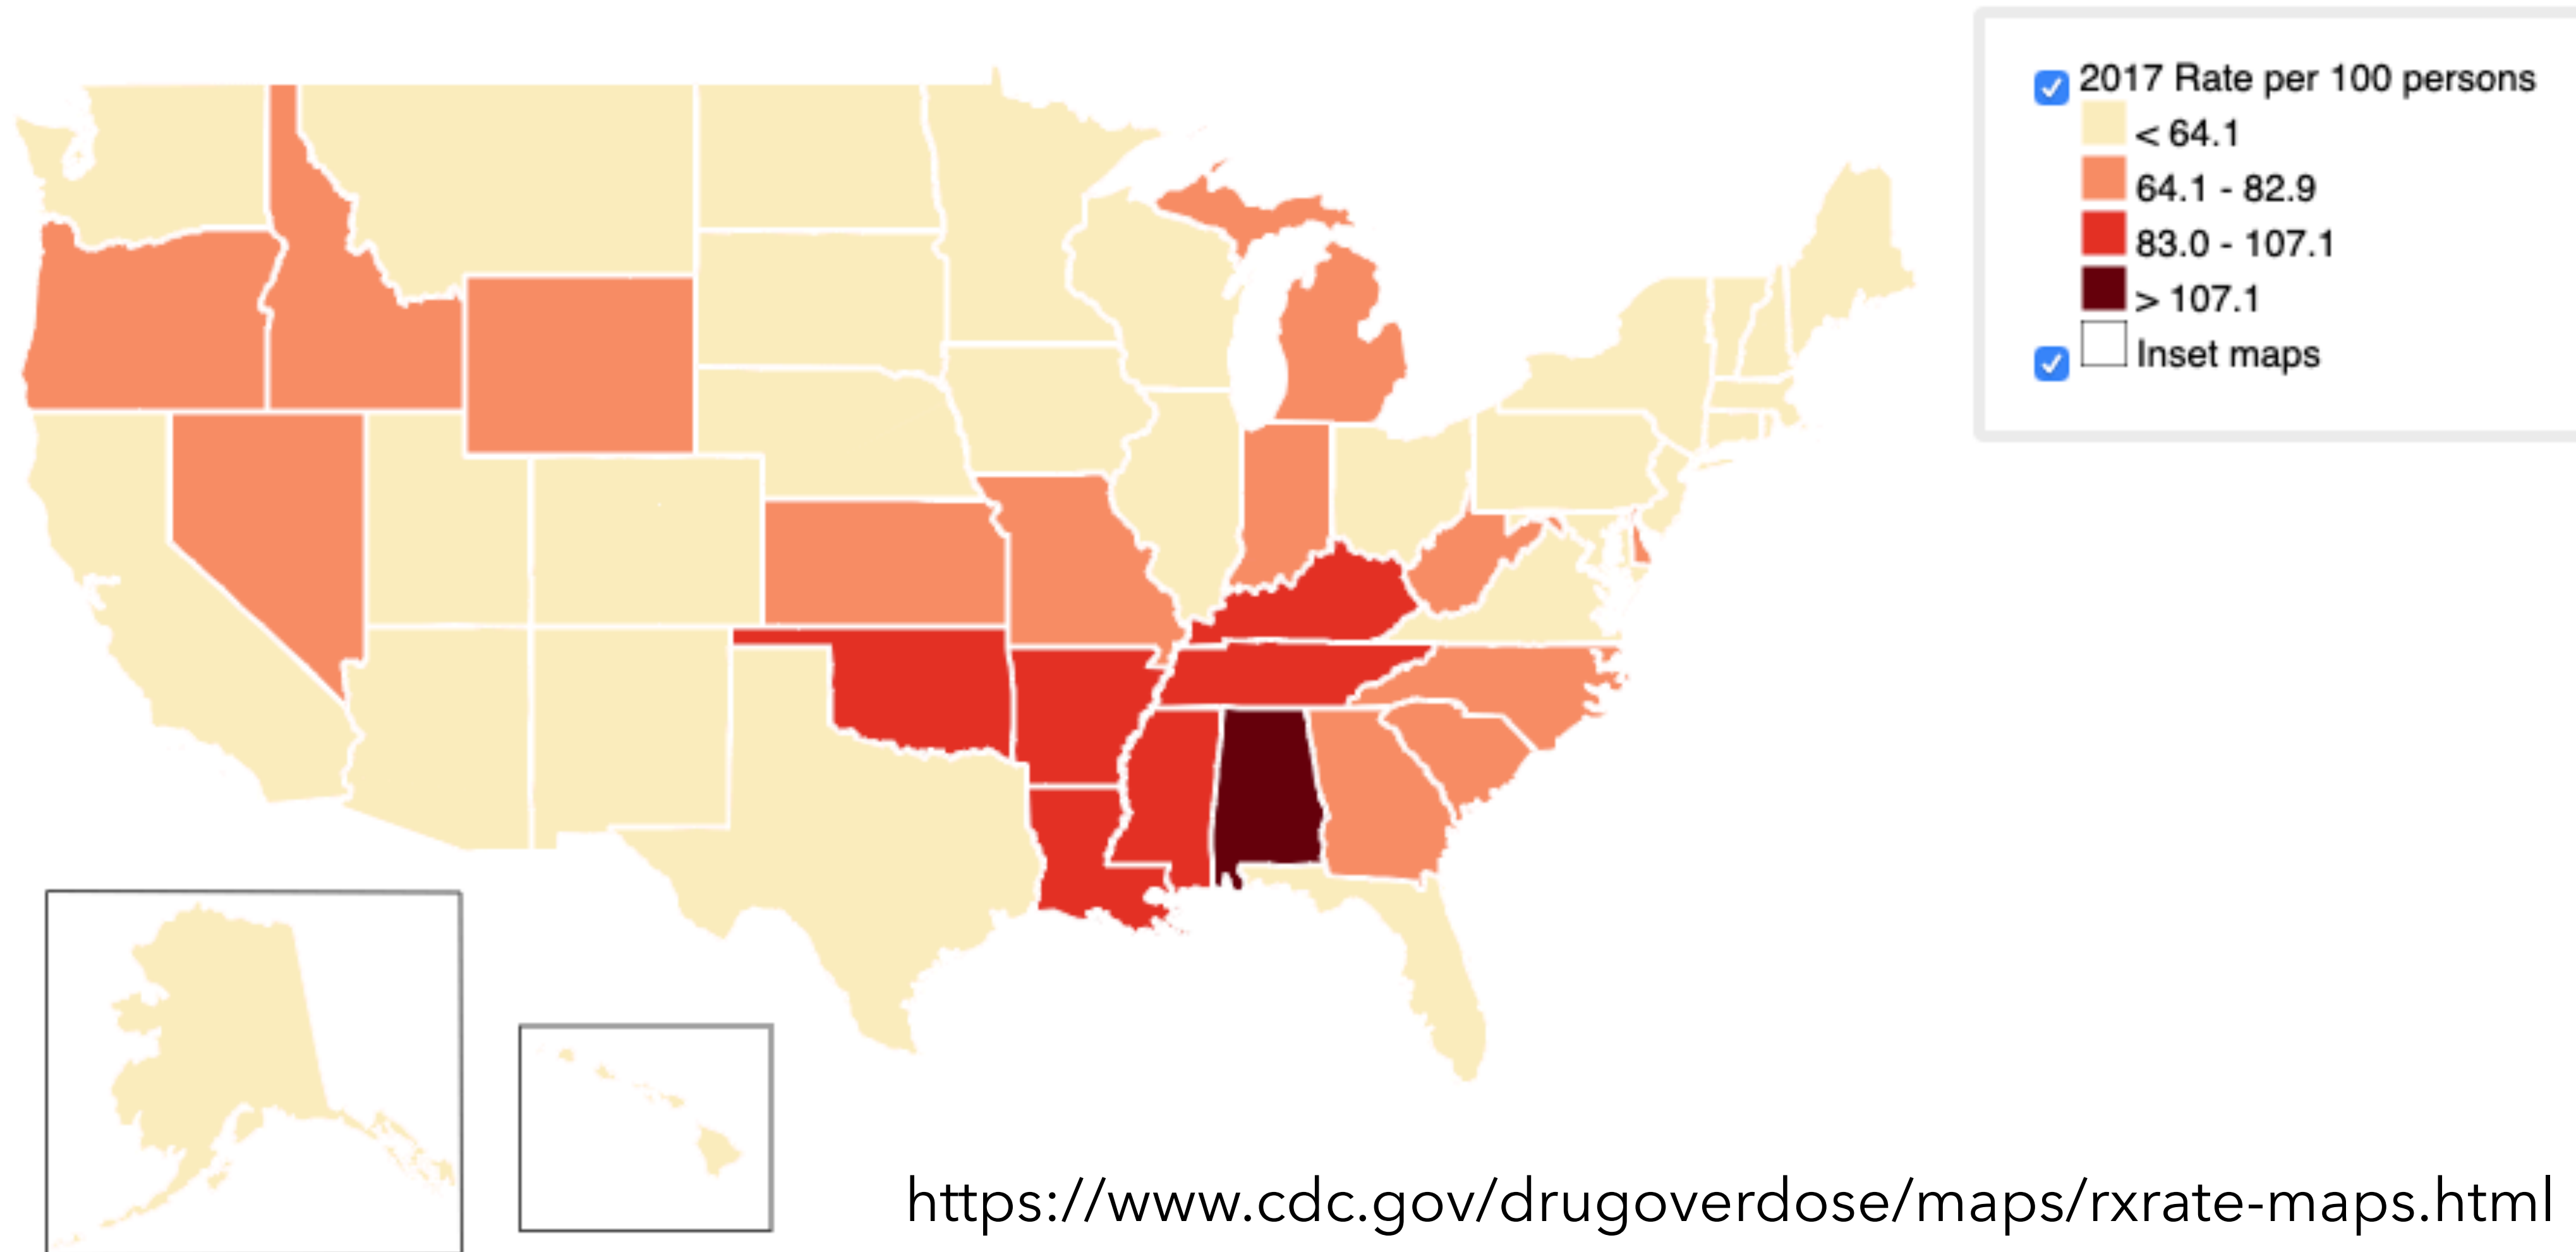 2017 Rate per 100 persons
< 64.1
64.1 - 82.9
83.0 - 107.1
> 107.1
Inset maps
https://www.cdc.gov/drugoverdose/maps/rxrate-maps.html